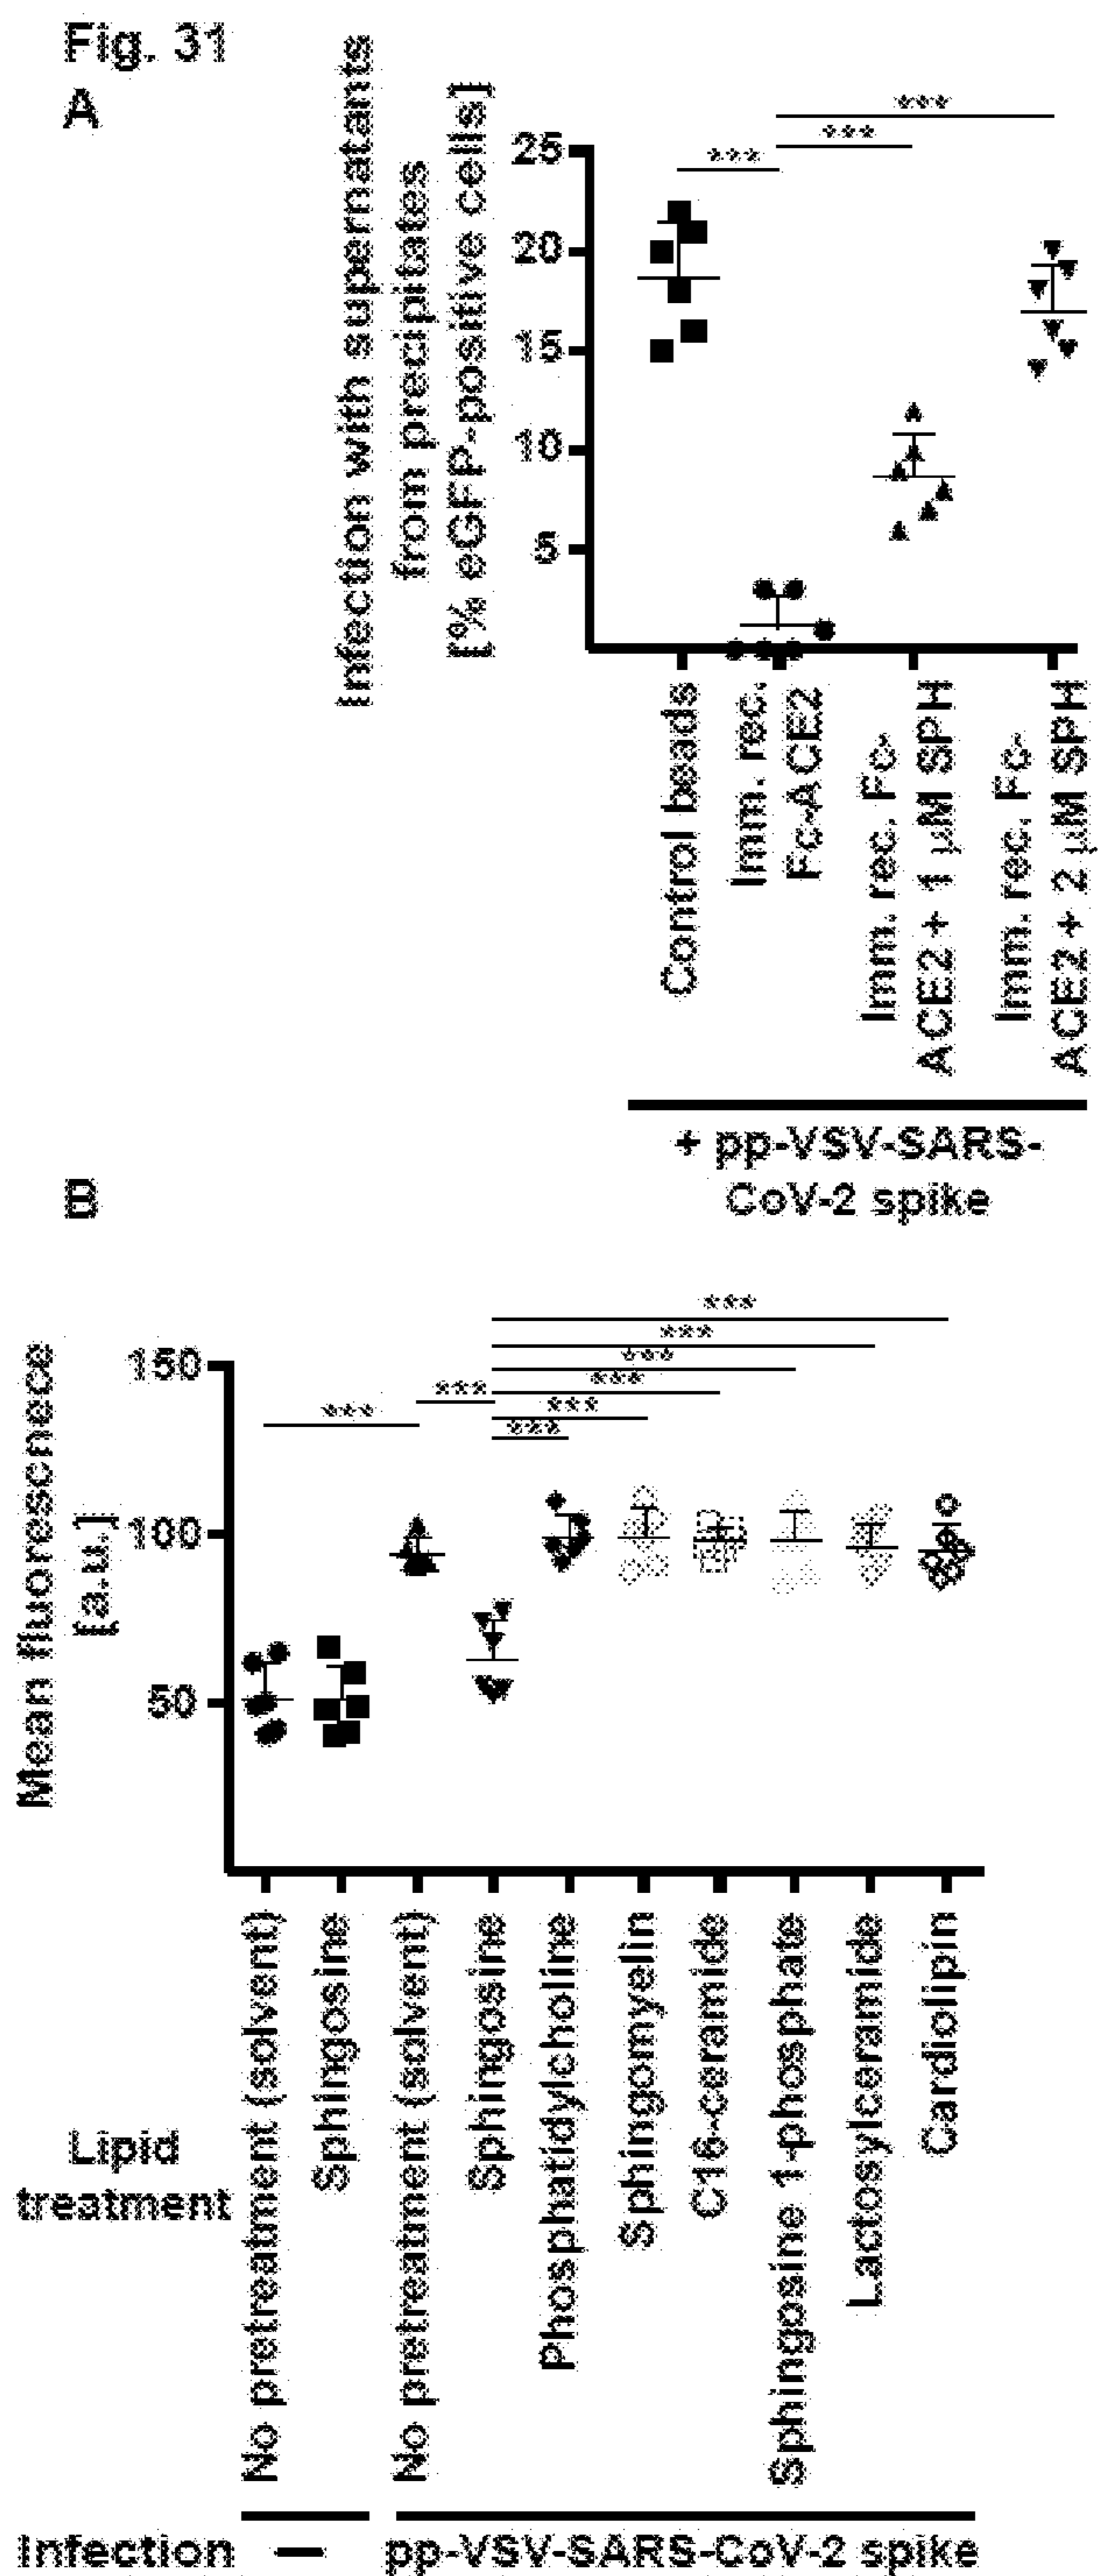 Fig. 31
A
Infection with supernatants
from precipitates
[% eGFP-positive cells]
25
20
15
10
5
***
***
***
Control beads
Imm. rec.
Fc-ACE2
Imm. rec. Fc-
ACE2 + 1 µM SPH
Imm. rec. Fc-
ACE2 + 2 µM SPH
+ pp-VSV-SARS-
CoV-2 spike
B
Mean fluorescence
[a.u.]
150
100
50
***
***
***
***
***
***
***
***
Lipid
treatment
No pretreatment (solvent)
Sphingosine
No pretreatment (solvent)
Sphingosine
Phosphatidylcholine
Sphingomyelin
C16-ceramide
Sphingosine 1-phosphate
Lactosylceramide
Cardiolipin
Infection
—
pp-VSV-SARS-CoV-2 spike